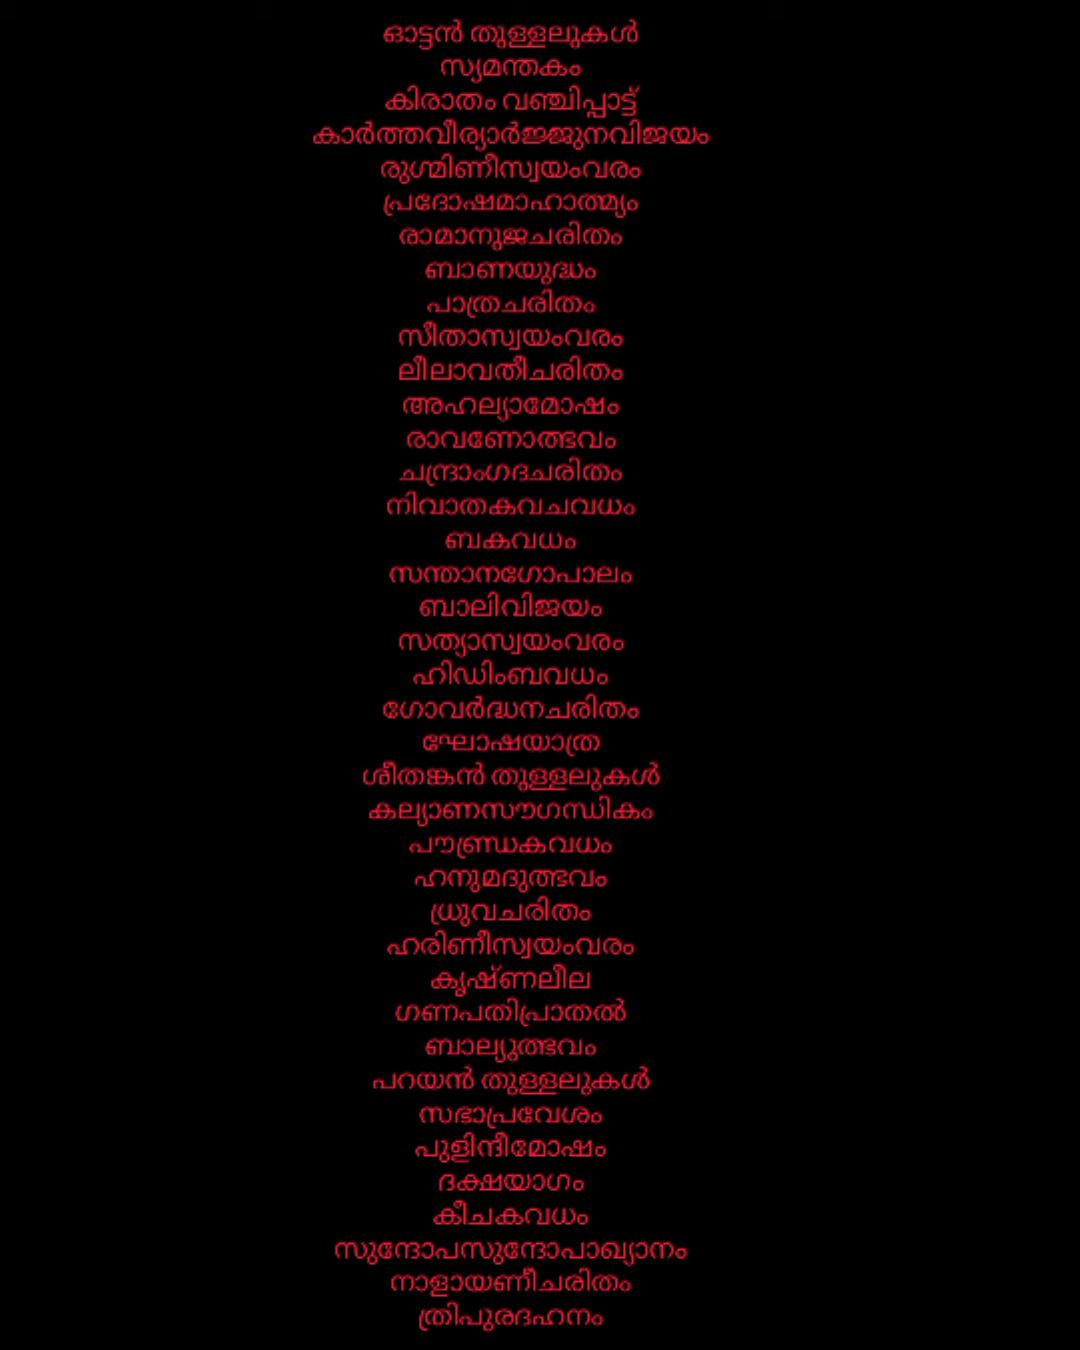 ഓട്ടൻ തുള്ളലുകൾ
സ്യമന്തകം
കിരാതം വഞ്ചിപ്പാട്ട്
കാർത്തവീര്യാർജ്ജുനവിജയം
രുഗ്മിണീസ്വയംവരം
പ്രദോഷമാഹാത്മ്യം
രാമാനുജചരിതം
ബാണയുദ്ധം
പാത്രചരിതം
സീതാസ്വയംവരം
ലീലാവതീചരിതം
അഹല്യാമോഷം
രാവണോത്ഭവം
ചന്ദ്രാംഗദചരിതം
നിവാതകവചവധം
ബകവധം
സന്താനഗോപാലം
ബാലിവിജയം
സത്യാസ്വയംവരം
ഹിഡിംബവധം
ഗോവർദ്ധനചരിതം
ഘോഷയാത്ര
ശീതങ്കൻ തുള്ളലുകൾ
കല്യാണസൗഗന്ധികം
പൗണ്ഡ്രകവധം
ഹനുമദുത്ഭവം
ധ്രുവചരിതം
ഹരിണീസ്വയംവരം
കൃഷ്ണലീല
ഗണപതിപ്രാതൽ
ബാല്യുത്ഭവം
പറയൻ തുള്ളലുകൾ
സഭാപ്രവേശം
പുളിന്ദീമോഷം
ദക്ഷയാഗം
കീചകവധം
സുന്ദോപസുന്ദോപാഖ്യാനം
നാളായണീചരിതം
ത്രിപുരദഹനം